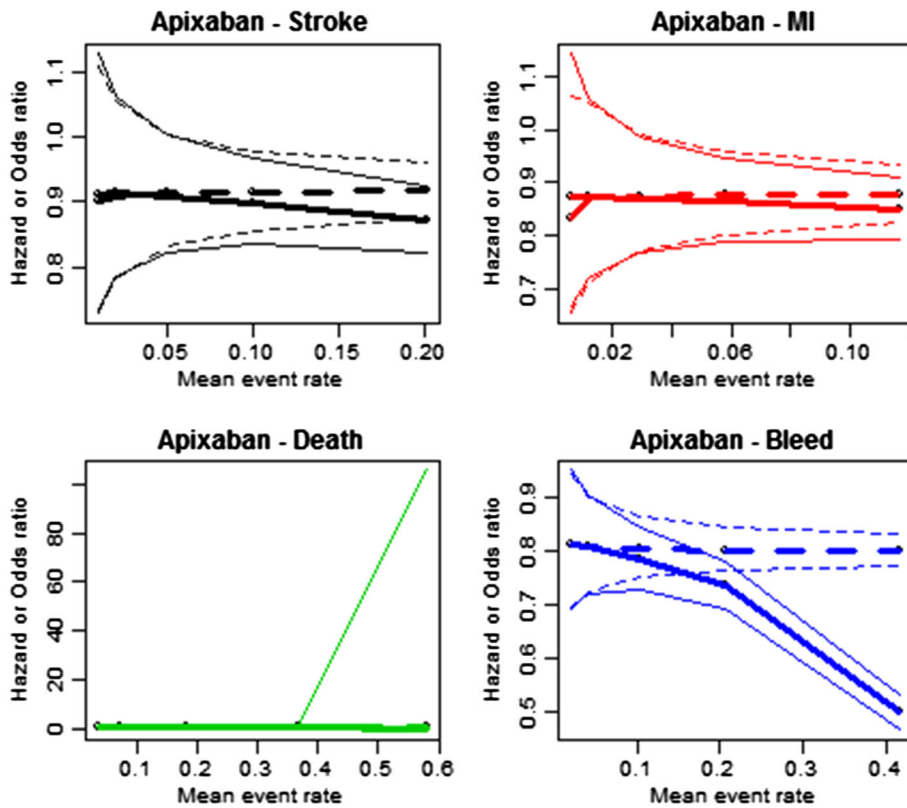 Apixaban - Stroke
Hazard or Odds ratio
1.1
1.0
0.9
0.8
0.05 0.10 0.15 0.20
Mean event rate
Apixaban - MI
Hazard or Odds ratio
1.1
1.0
0.9
0.8
0.7
0.02 0.06 0.10
Mean event rate
Apixaban - Death
Hazard or Odds ratio
80
60
40
20
0
0.1 0.2 0.3 0.4 0.5 0.6
Mean event rate
Apixaban - Bleed
Hazard or Odds ratio
0.9
0.8
0.7
0.6
0.5
0.1 0.2 0.3 0.4
Mean event rate